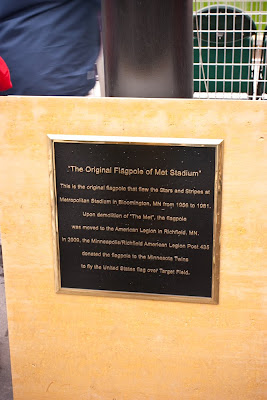 "The Original Flagpole of Met Stadium"
This is the original flagpole that flew the Stars and Stripes at
Metropolitan Stadium in Bloomington, MN from 1956 to 1981.
Upon demolition of "The Met", the flagpole
was moved to the American Legion in Richfield, MN.
In 2009, the Minneapolis/Richfield American Legion Post 435
donated the flagpole to the Minnesota Twins
to fly the United States flag over Target Field.